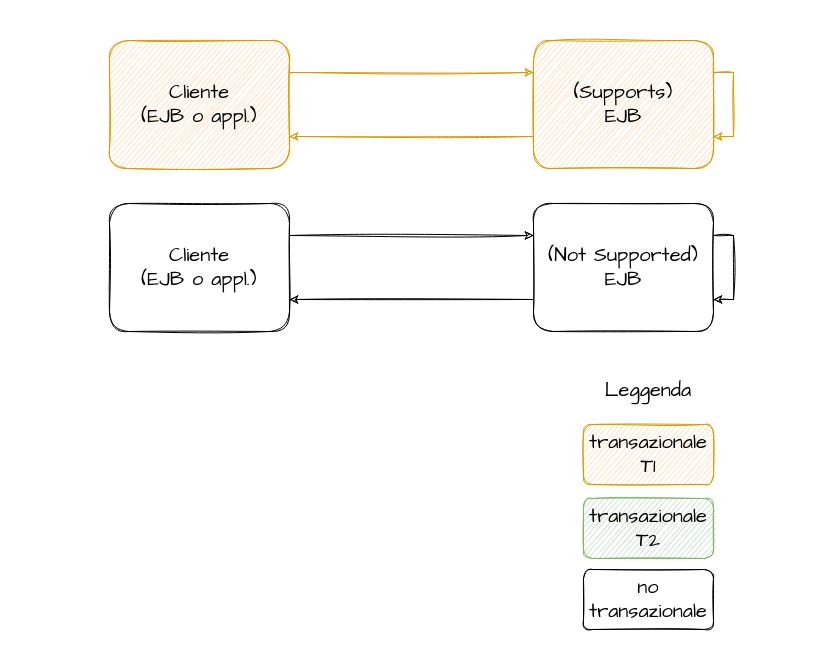 Cliente
(EJB o appl.)
(Supports)
EJB
Cliente
(EJB o appl.)
(Not Supported)
EJB
Leggenda
transazionale
T1
transazionale
T2
no
transazionale